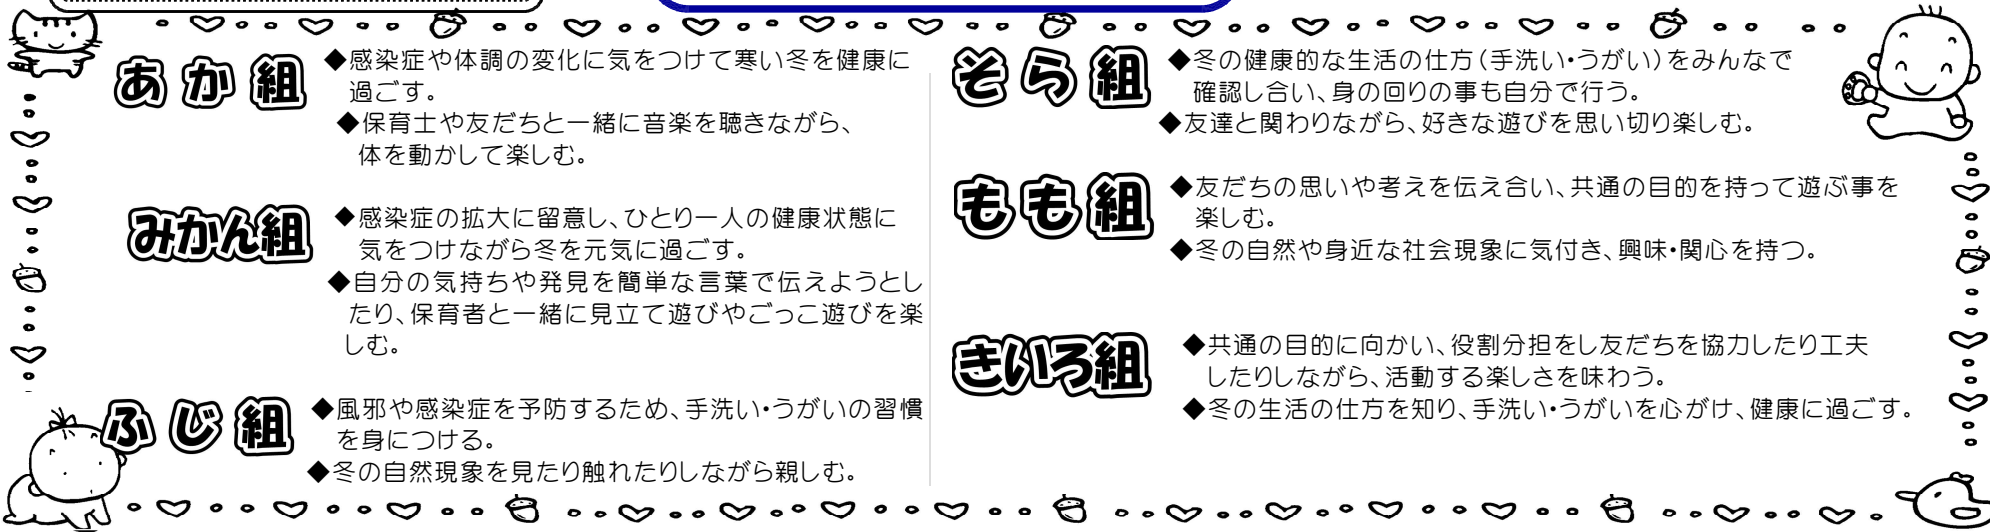 あか組
◆感染症や体調の変化に気をつけて寒い冬を健康に
過ごす。
◆保育士や友だちと一緒に音楽を聴きながら、
体を動かして楽しむ。
みかん組
◆感染症の拡大に留意し、ひとり一人の健康状態に
気をつけながら冬を元気に過ごす。
◆自分の気持ちや発見を簡単な言葉で伝えようとし
たり、保育者と一緒に見立て遊びやごっこ遊びを楽
しむ。
ふじ組
◆風邪や感染症を予防するため、手洗い・うがいの習慣
を身につける。
◆冬の自然現象を見たり触れたりしながら親しむ。
そら組
◆冬の健康的な生活の仕方(手洗い・うがい)をみんなで
確認し合い、身の回りの事も自分で行う。
◆友達と関わりながら、好きな遊びを思い切り楽しむ。
もも組
◆友だちの思いや考えを伝え合い、共通の目的を持って遊ぶ事を
楽しむ。
◆冬の自然や身近な社会現象に気付き、興味・関心を持つ。
きいろ組
◆共通の目的に向かい、役割分担をし友だちを協力したり工夫
したりしながら、活動する楽しさを味わう。
◆冬の生活の仕方を知り、手洗い・うがいを心がけ、健康に過ごす。